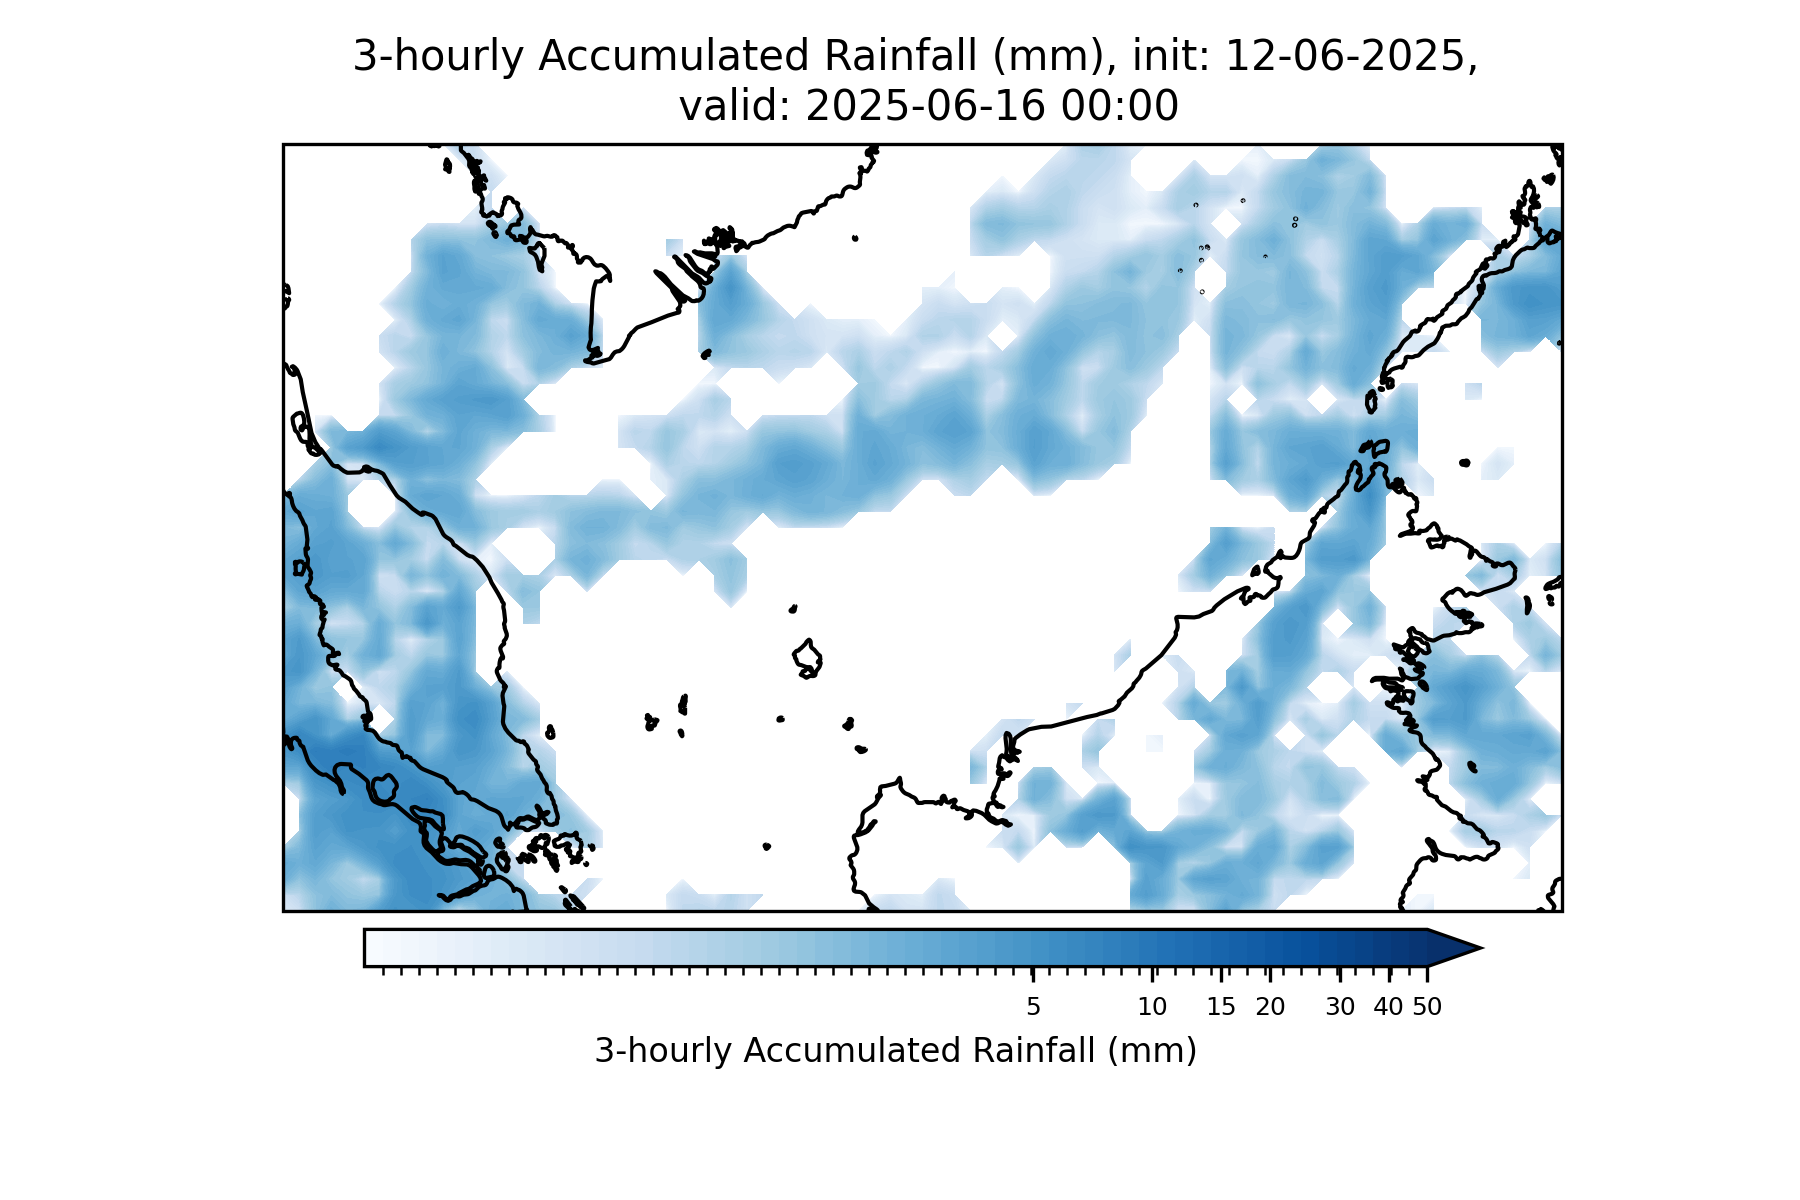 3-hourly Accumulated Rainfall (mm), init: 12-06-2025,
valid: 2025-06-16 00:00
5 10 15 20 30 40 50
3-hourly Accumulated Rainfall (mm)